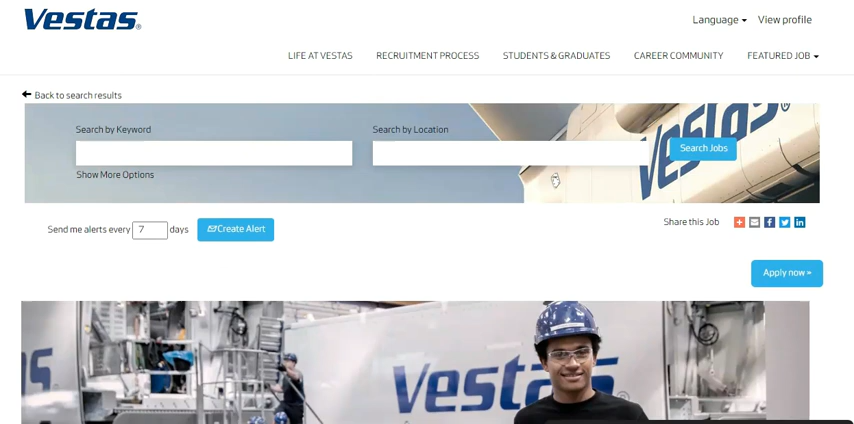 Vestas®
Language View profile
LIFE AT VESTAS RECRUITMENT PROCESS STUDENTS & GRADUATES CAREER COMMUNITY FEATURED JOB
Back to search results
Search by Keyword Search by Location
Vestas®
Search Jobs
Show More Options
Send me alerts every 7 days Create Alert
Share this Job
Apply now »
Vestas